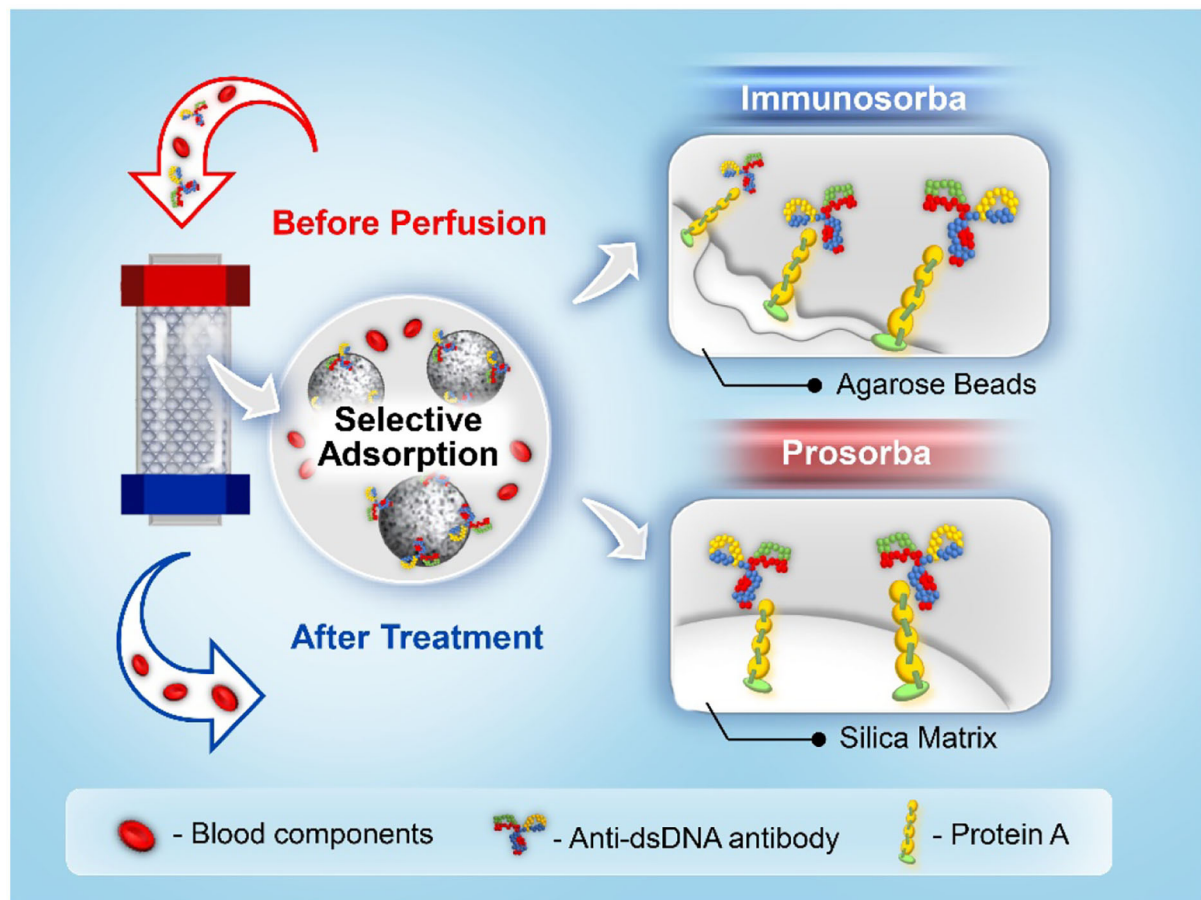 Immunosorba
Before Perfusion
Selective
Adsorption
Agarose Beads
Prosorba
After Treatment
Silica Matrix
- Blood components
- Anti-dsDNA antibody
- Protein A